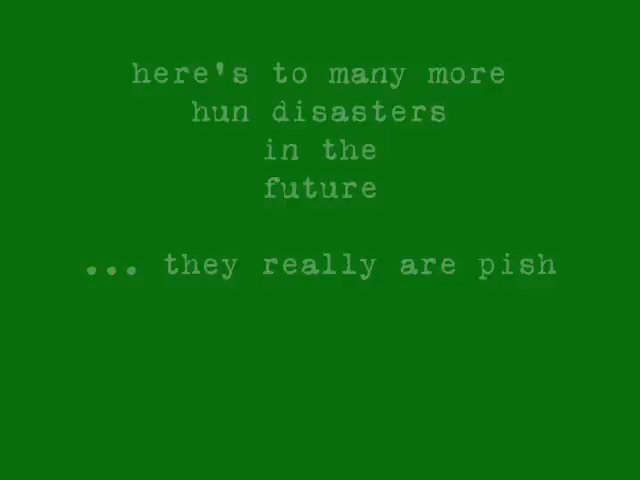 here's to many more
hun disasters
in the
future
... they really are pish